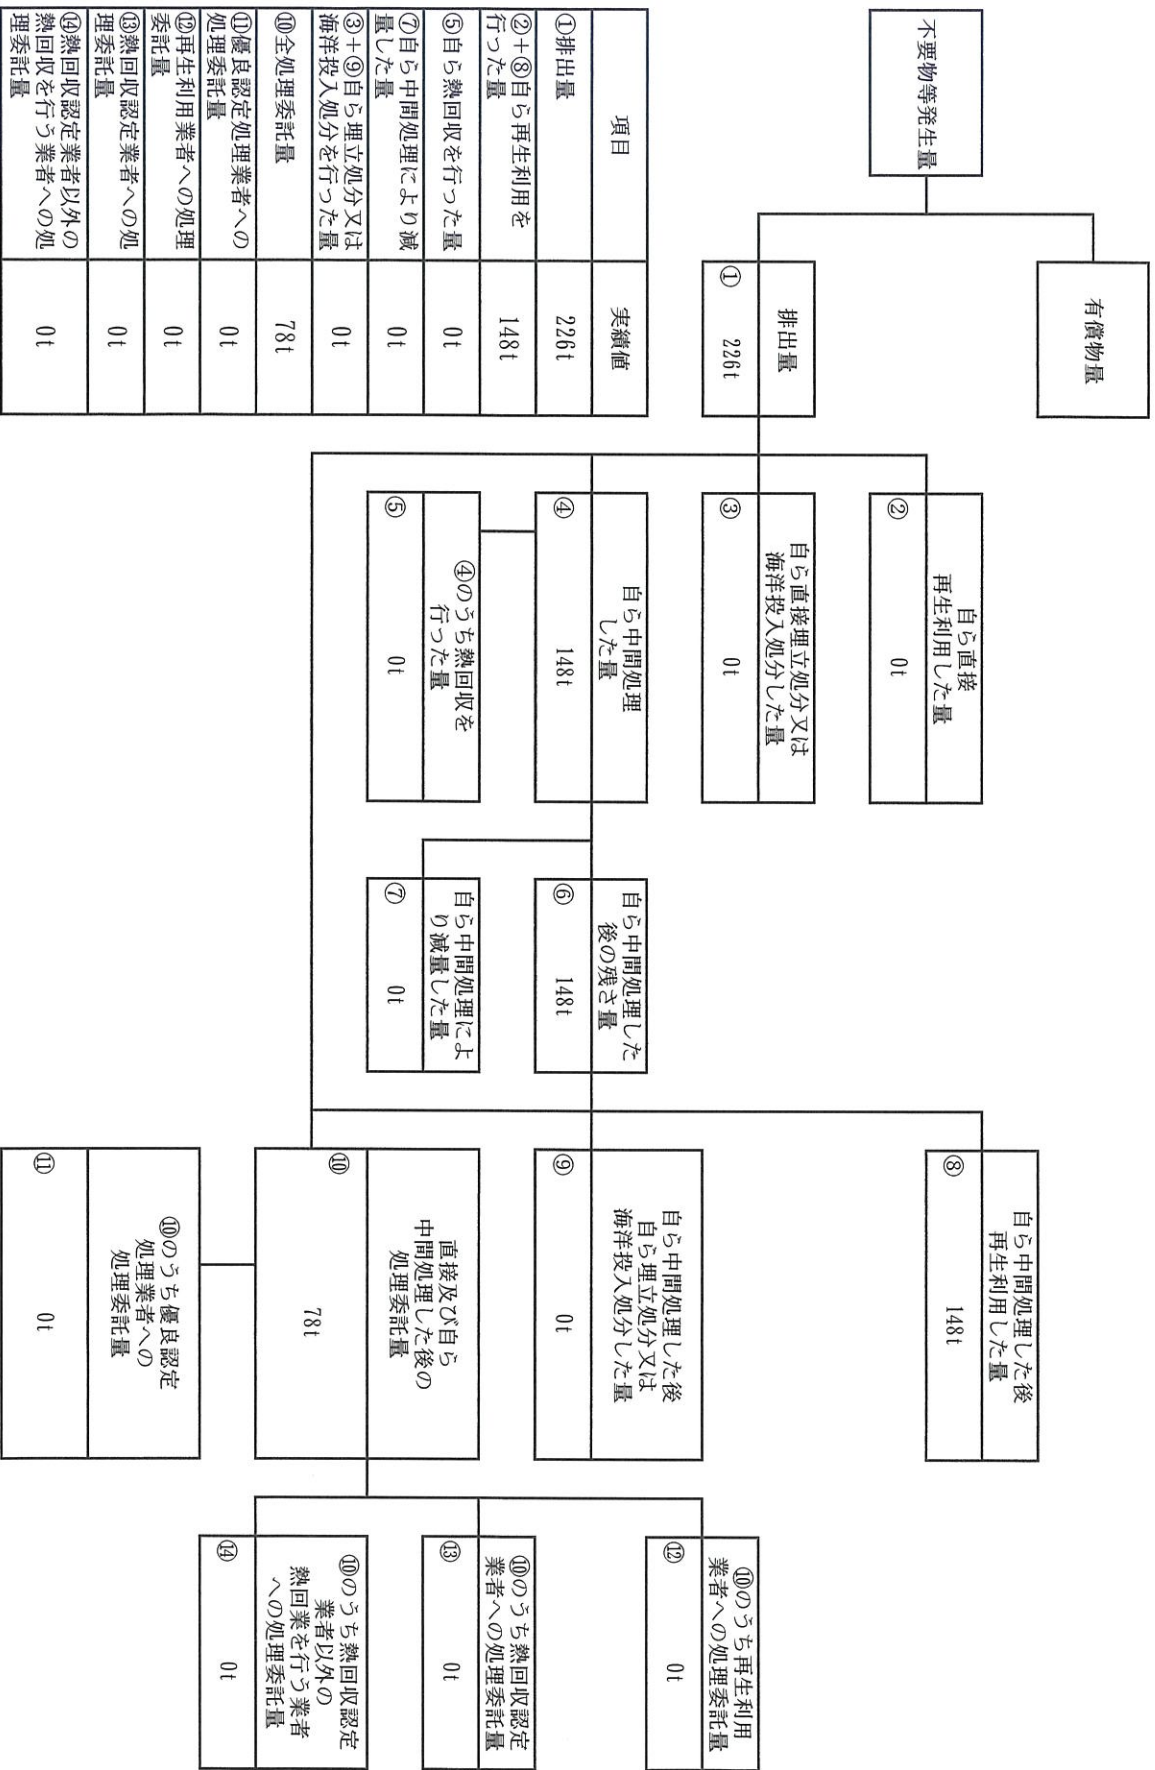 不要物等発生量
有償物量
排出量
① 226t
自ら直接
再生利用した量
② 0t
自ら直接埋立処分又は
海洋投入処分した量
③ 0t
自ら中間処理
した量
④ 148t
④のうち熱回収を
行った量
⑤ 0t
自ら中間処理した
後の残さ量
⑥ 148t
自ら中間処理によ
り減量した量
⑦ 0t
自ら中間処理した後
再生利用した量
⑧ 148t
自ら中間処理した後
自ら埋立処分又は
海洋投入処分した量
⑨ 0t
直接及び自ら
中間処理した後の
処理委託量
⑩ 78t
⑩のうち優良認定
処理業者への
処理委託量
⑪ 0t
⑩のうち再生利用
業者への処理委託量
⑫ 0t
⑩のうち熱回収認定
業者への処理委託量
⑬ 0t
⑩のうち熱回収認定
業者以外の
熱回業を行う業者
への処理委託量
⑭ 0t
項目 実績値
①排出量 226t
②+⑧自ら再生利用を
行った量 148t
⑤自ら熱回収を行った量 0t
⑦自ら中間処理により減
量した量 0t
③+⑨自ら埋立処分又は
海洋投入処分を行った量 0t
⑩全処理委託量 78t
⑪優良認定処理業者への
処理委託量 0t
⑫再生利用業者への処理
委託量 0t
⑬熱回収認定業者への処
理委託量 0t
⑭熱回収認定業者以外の
熱回収を行う業者への処
理委託量 0t